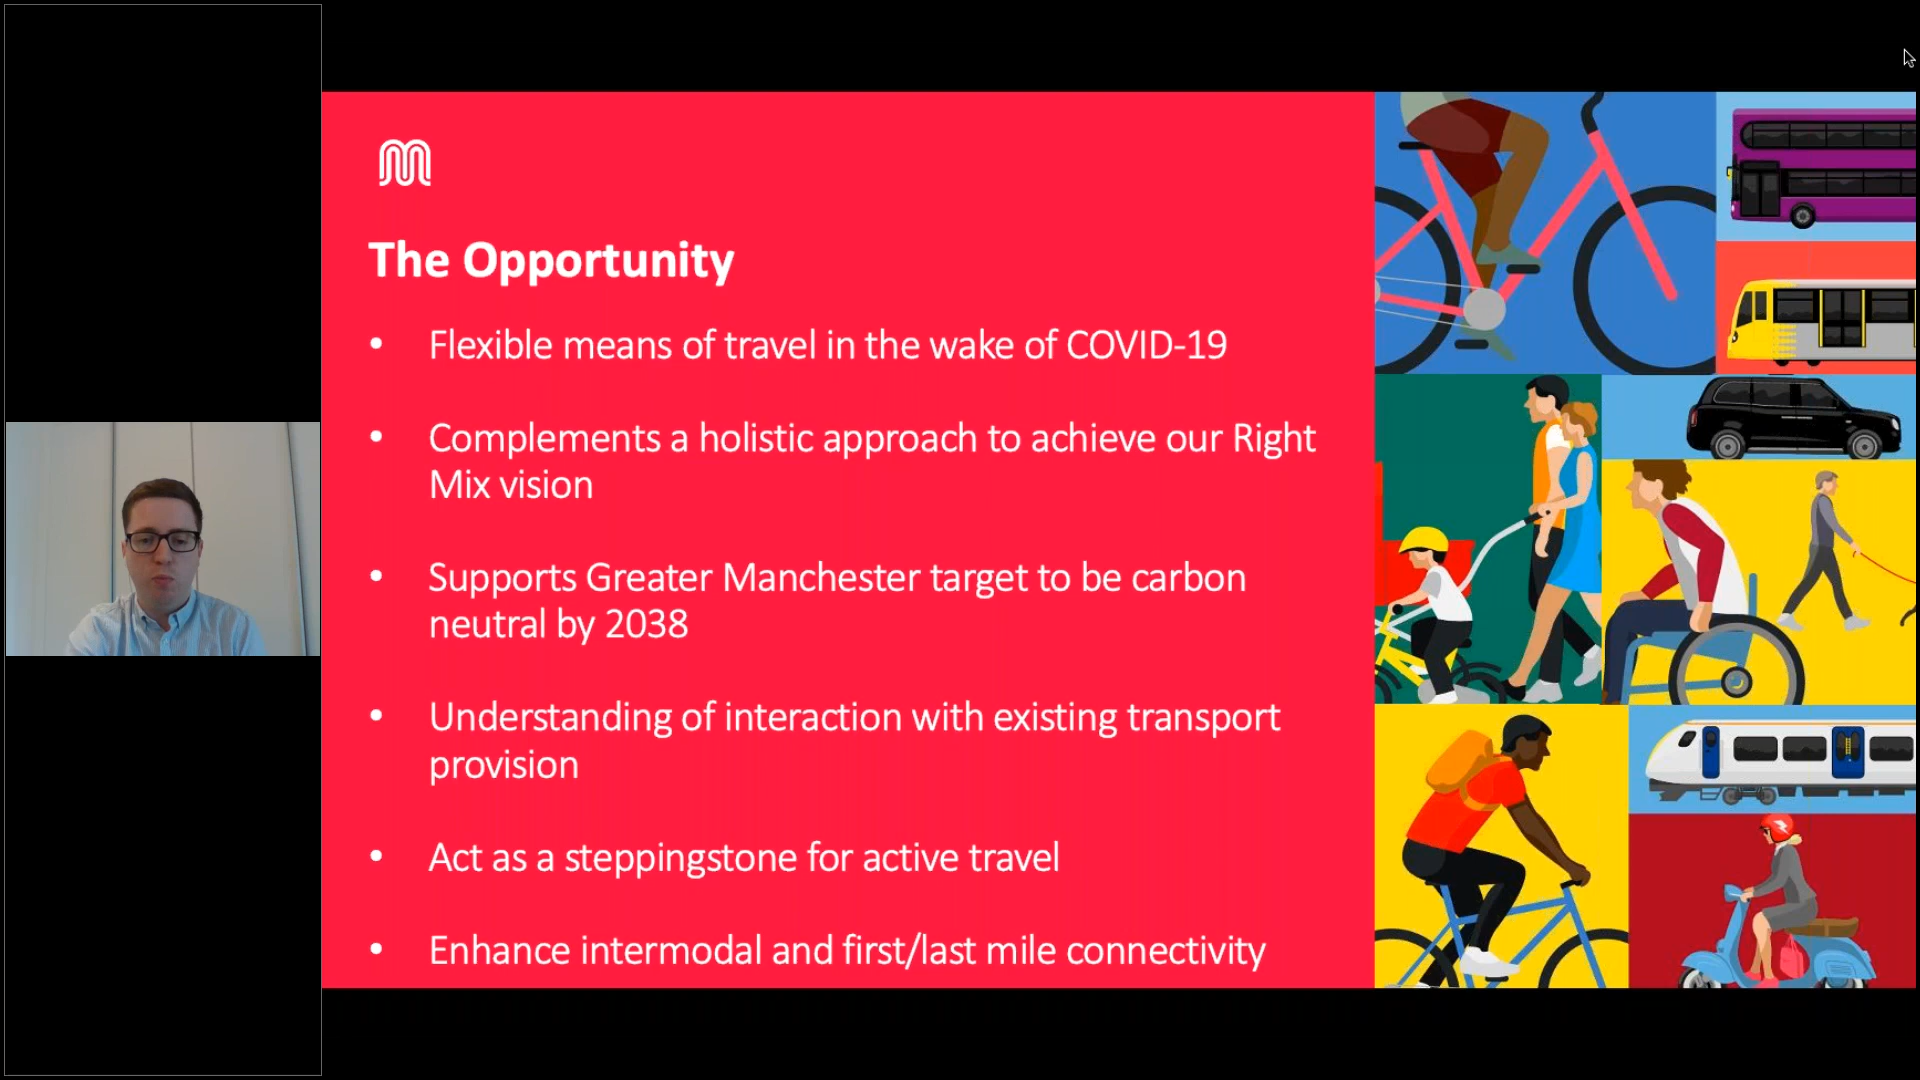 The Opportunity
• Flexible means of travel in the wake of COVID-19
• Complements a holistic approach to achieve our Right
Mix vision
• Supports Greater Manchester target to be carbon
neutral by 2038
• Understanding of interaction with existing transport
provision
• Act as a steppingstone for active travel
• Enhance intermodal and first/last mile connectivity